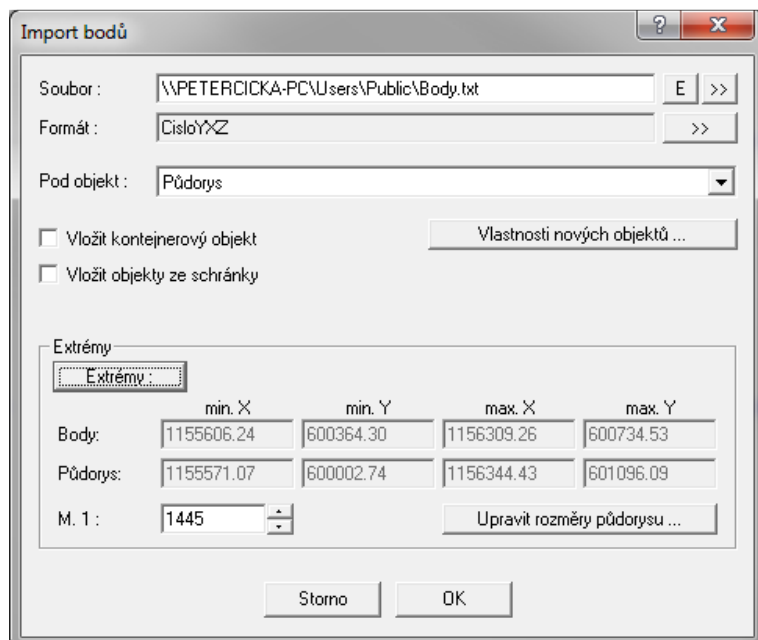 Import bodů ? X
Soubor : \\PETERCICKA-PC\Users\Public\Body.txt E >>
Formát : CisloYXZ >>
Pod objekt : Půdorys
Vložit kontejnerový objekt Vlastnosti nových objektů ...
Vložit objekty ze schránky
Extrémy
Extrémy :
min. X min. Y max. X max. Y
Body: 1155606.24 600364.30 1156309.26 600734.53
Půdorys: 1155571.07 600002.74 1156344.43 601096.09
M. 1 : 1445 Upravit rozměry půdorysu ...
Storno OK